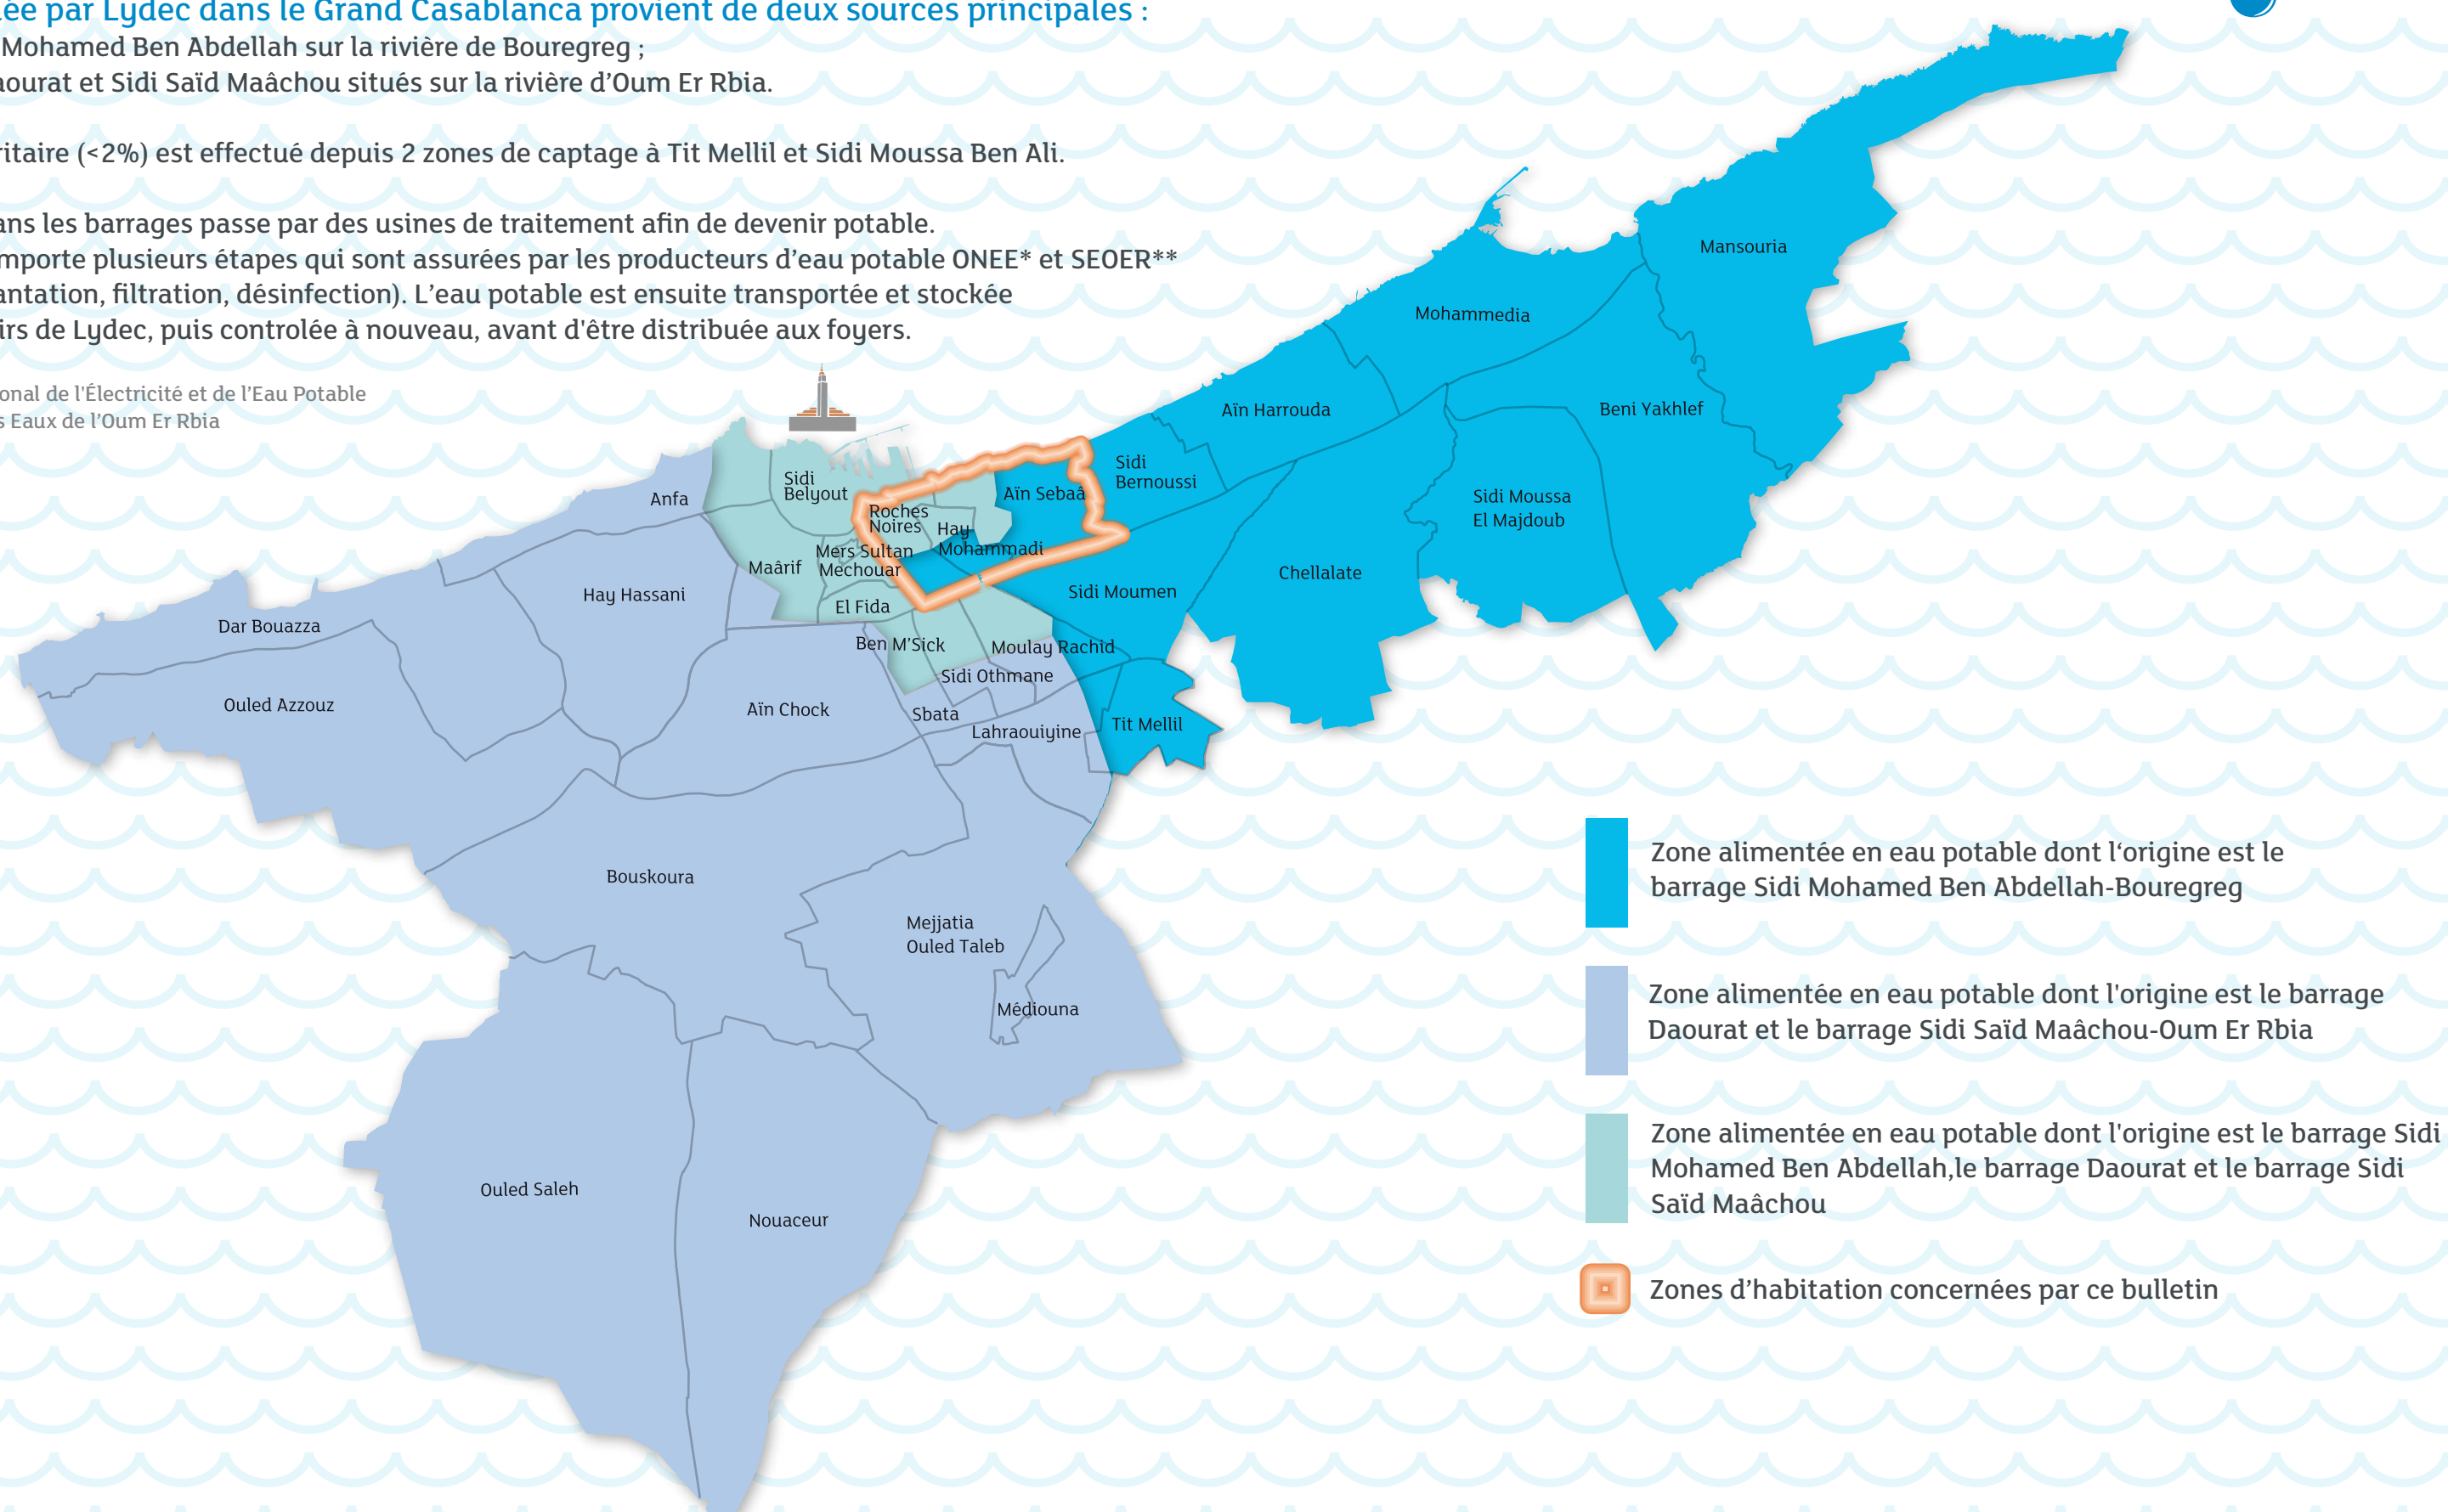 ée par Lydec dans le Grand Casablanca provient de deux sources principales :
Mohamed Ben Abdellah sur la rivière de Bouregreg ;
aourat et Sidi Saïd Maâchou situés sur la rivière d’Oum Er Rbia.
ritaire (<2%) est effectué depuis 2 zones de captage à Tit Mellil et Sidi Moussa Ben Ali.
ans les barrages passe par des usines de traitement afin de devenir potable.
mporte plusieurs étapes qui sont assurées par les producteurs d’eau potable ONEE* et SEOER**
antation, filtration, désinfection). L’eau potable est ensuite transportée et stockée
irs de Lydec, puis controlée à nouveau, avant d'être distribuée aux foyers.
onal de l'Électricité et de l’Eau Potable
s Eaux de l’Oum Er Rbia
Mansouria
Mohammedia
Aïn Harrouda
Beni Yakhlef
Sidi
Bernoussi
Sidi Moussa
El Majdoub
Chellalate
Aïn Sebaâ
Sidi
Belyout
Anfa
Roches
Noires
Hay
Mohammadi
Mers Sultan
Mechouar
Maârif
El Fida
Hay Hassani
Sidi Moumen
Dar Bouazza
Ben M’Sick
Moulay Rachid
Sidi Othmane
Ouled Azzouz
Aïn Chock
Sbata
Lahraouiyine
Tit Mellil
Bouskoura
Mejjatia
Ouled Taleb
Médiouna
Ouled Saleh
Nouaceur
Zone alimentée en eau potable dont l‘origine est le
barrage Sidi Mohamed Ben Abdellah-Bouregreg
Zone alimentée en eau potable dont l'origine est le barrage
Daourat et le barrage Sidi Saïd Maâchou-Oum Er Rbia
Zone alimentée en eau potable dont l'origine est le barrage Sidi
Mohamed Ben Abdellah,le barrage Daourat et le barrage Sidi
Saïd Maâchou
Zones d’habitation concernées par ce bulletin